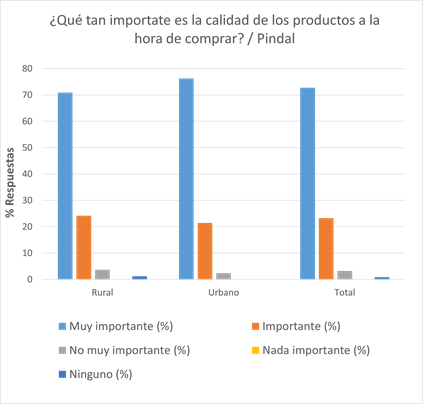 ¿Qué tan importate es la calidad de los productos a la
hora de comprar? / Pindal
80
70
60
50
40
30
20
10
0
% Respuestas
Rural
Urbano
Total
Muy importante (%)
Importante (%)
No muy importante (%)
Nada importante (%)
Ninguno (%)